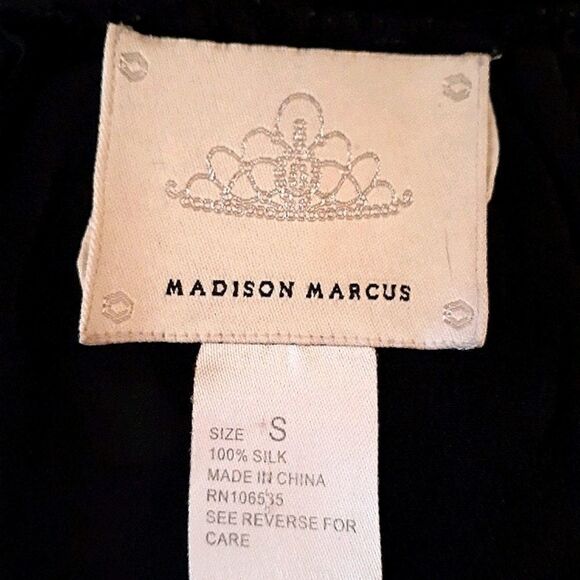 MADISON MARCUS
SIZE S
100% SILK
MADE IN CHINA
RN106535
SEE REVERSE FOR
CARE